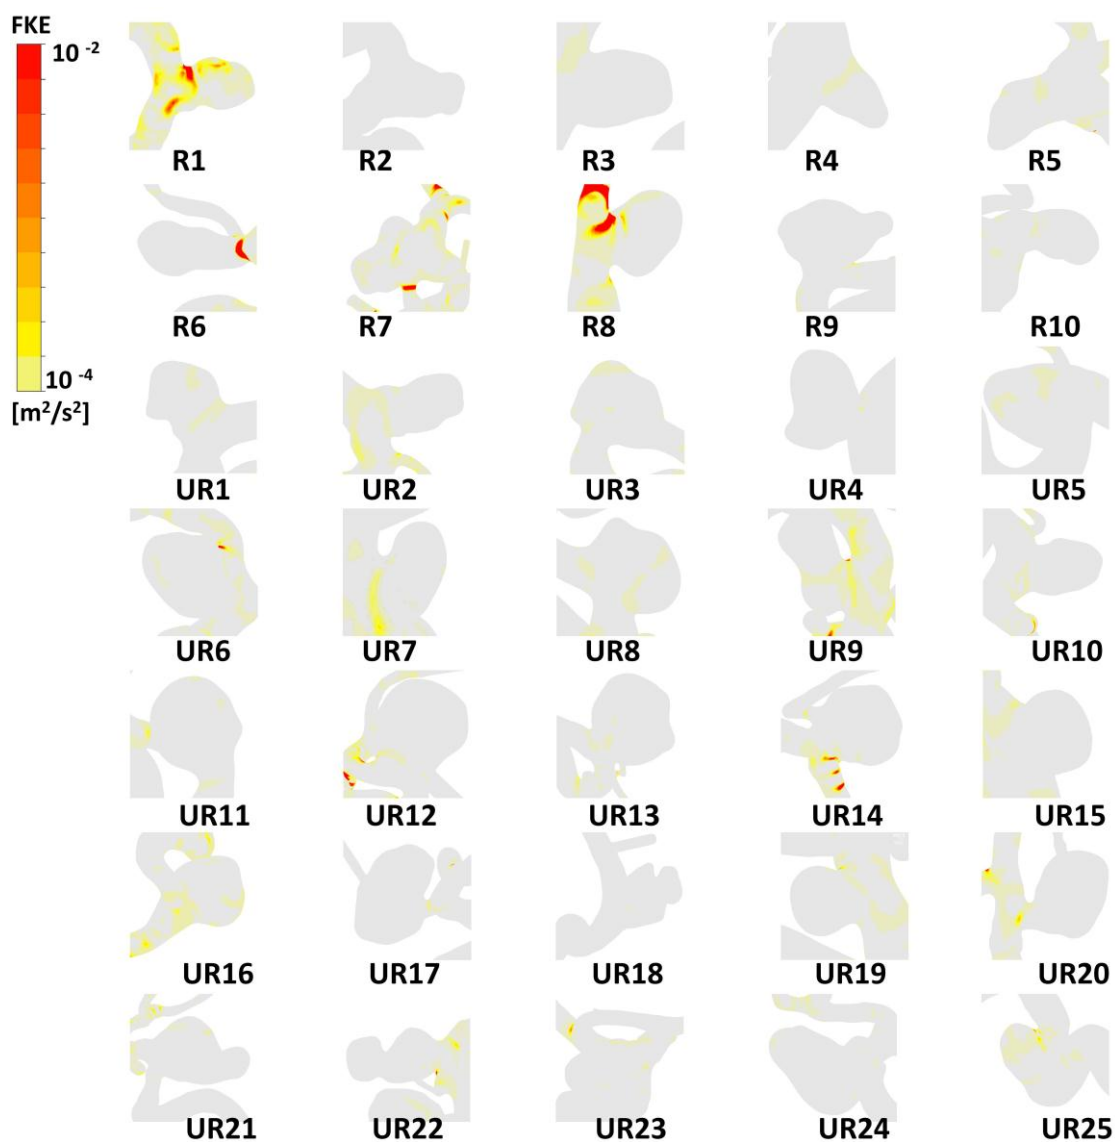 FKE
10 -2
10 -4
[m²/s²]
R1 R2 R3 R4 R5
R6 R7 R8 R9 R10
UR1 UR2 UR3 UR4 UR5
UR6 UR7 UR8 UR9 UR10
UR11 UR12 UR13 UR14 UR15
UR16 UR17 UR18 UR19 UR20
UR21 UR22 UR23 UR24 UR25